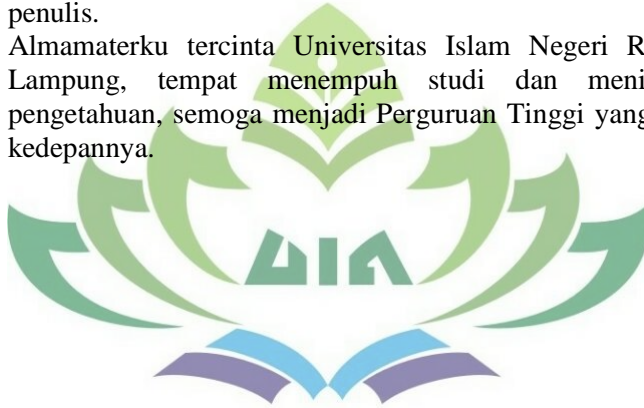 penulis.
Almamaterku tercinta Universitas Islam Negeri R
Lampung, tempat menempuh studi dan meni
pengetahuan, semoga menjadi Perguruan Tinggi yang
kedepannya.
UIN